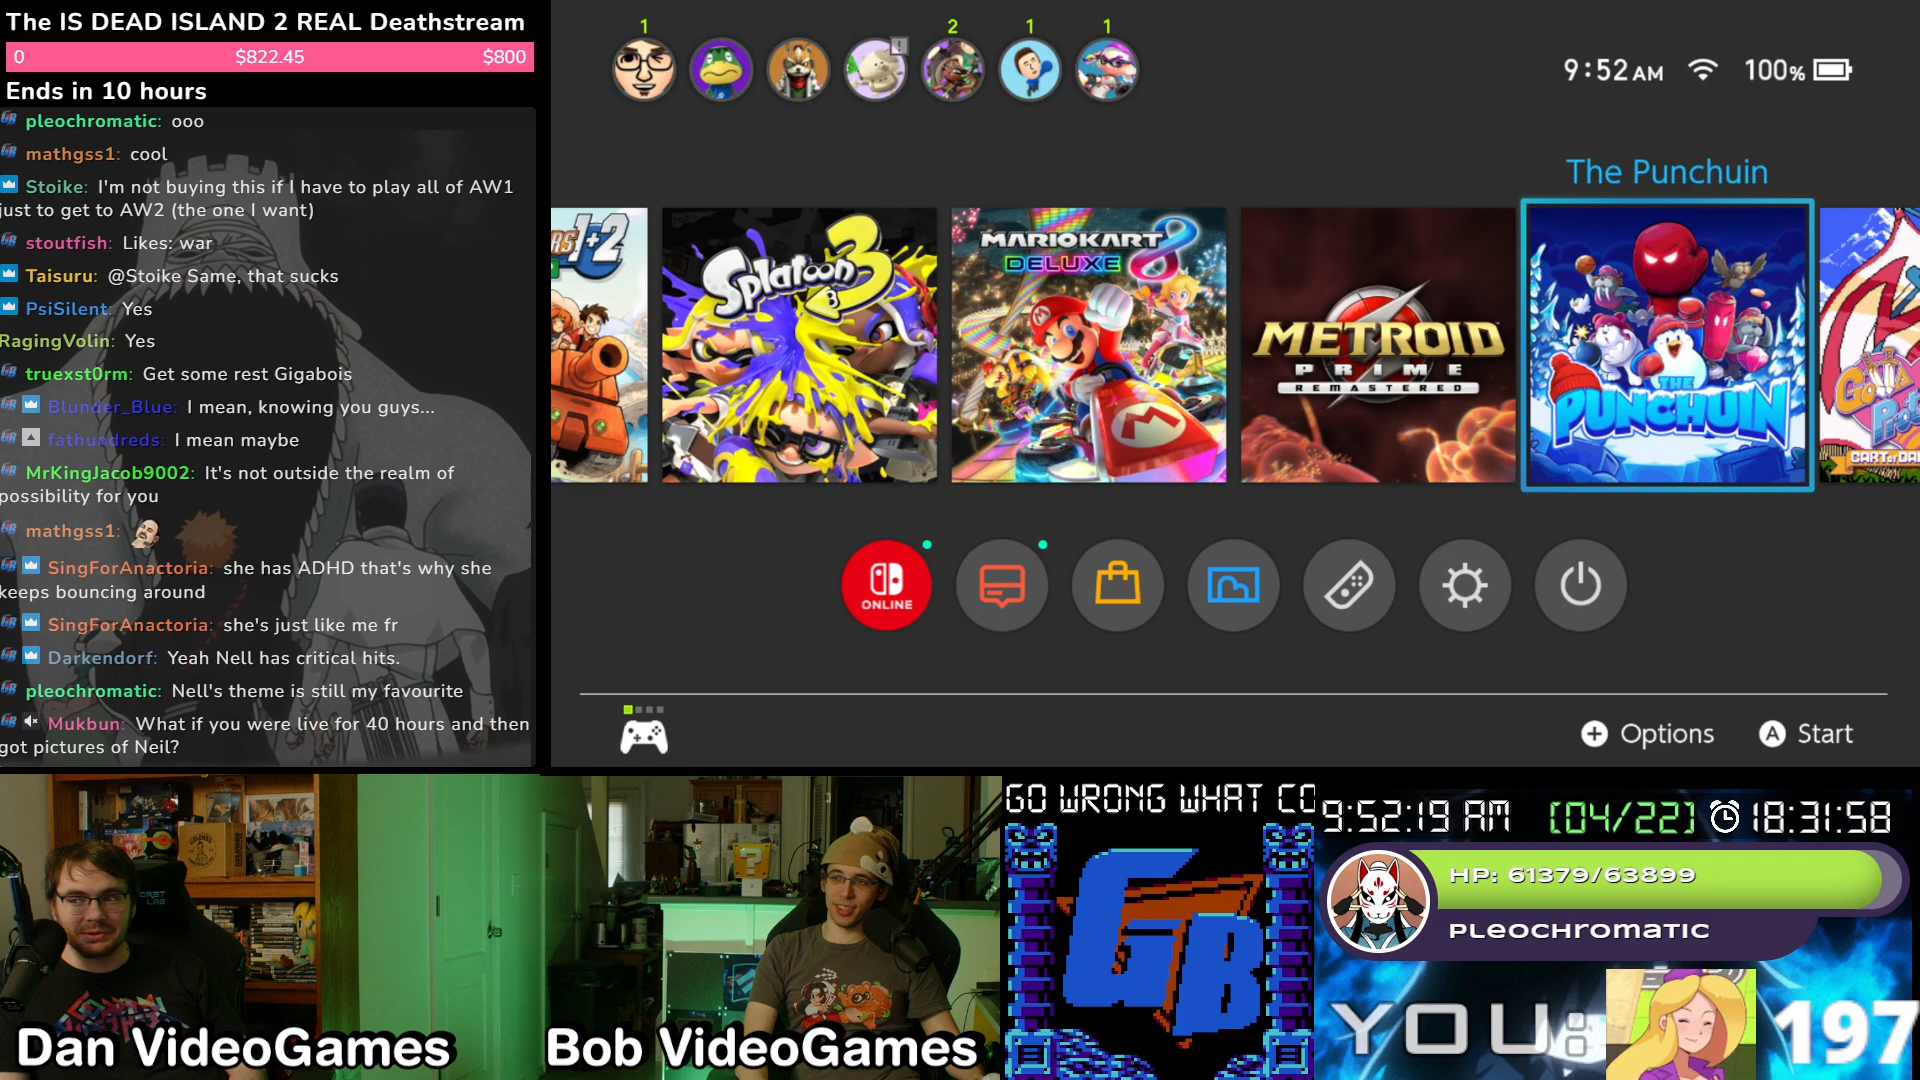 The IS DEAD ISLAND 2 REAL Deathstream
0 $822.45 $800
Ends in 10 hours
pleochromatic: ooo
mathgss1: cool
Stoike: I'm not buying this if I have to play all of AW1
just to get to AW2 (the one I want)
stoutfish: Likes: war
Taisuru: @Stoike Same, that sucks
PsiSilent: Yes
RagingVolin: Yes
truexst0rm: Get some rest Gigabois
Blunder_Blue: I mean, knowing you guys...
fathundreds: I mean maybe
MrKingJacob9002: It's not outside the realm of
possibility for you
mathgss1:
SingForAnactoria: she has ADHD that's why she
keeps bouncing around
SingForAnactoria: she's just like me fr
Darkendorf: Yeah Nell has critical hits.
pleochromatic: Nell's theme is still my favourite
Mukbun: What if you were live for 40 hours and then
got pictures of Neil?
1 2 1 1
9:52 AM 100%
The Punchuin
1+2
Splatoon 3
MARIOKART 8
DELUXE
METROID
PRIME
REMASTERED
THE
PUNCHUIN
ONLINE
+ Options A Start
Dan VideoGames
Bob VideoGames
GO WRONG WHAT CO
GB
9:52:19 AM [04/22] 18:31:58
HP: 61379/63899
PLEOCHROMATIC
YOU: 197